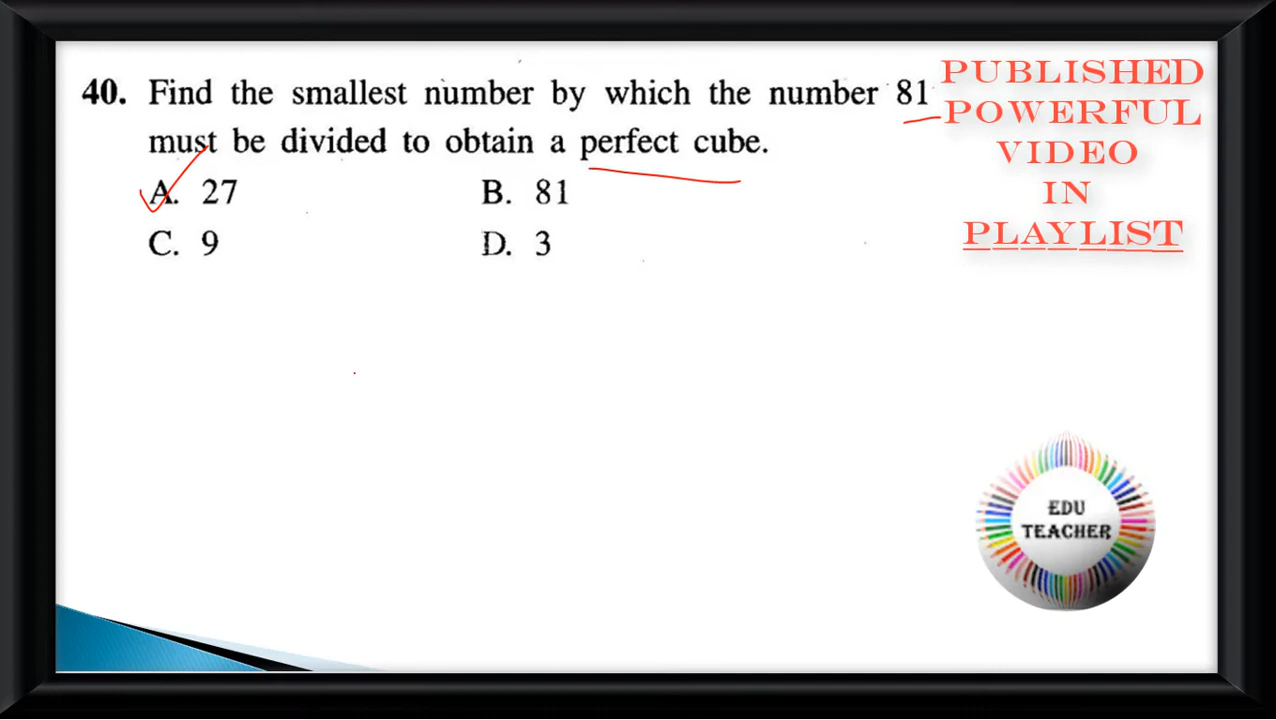 40. Find the smallest number by which the number 81
must be divided to obtain a perfect cube.
A. 27 B. 81
C. 9 D. 3
PUBLISHED
POWERFUL
VIDEO
IN
PLAYLIST
EDU
TEACHER